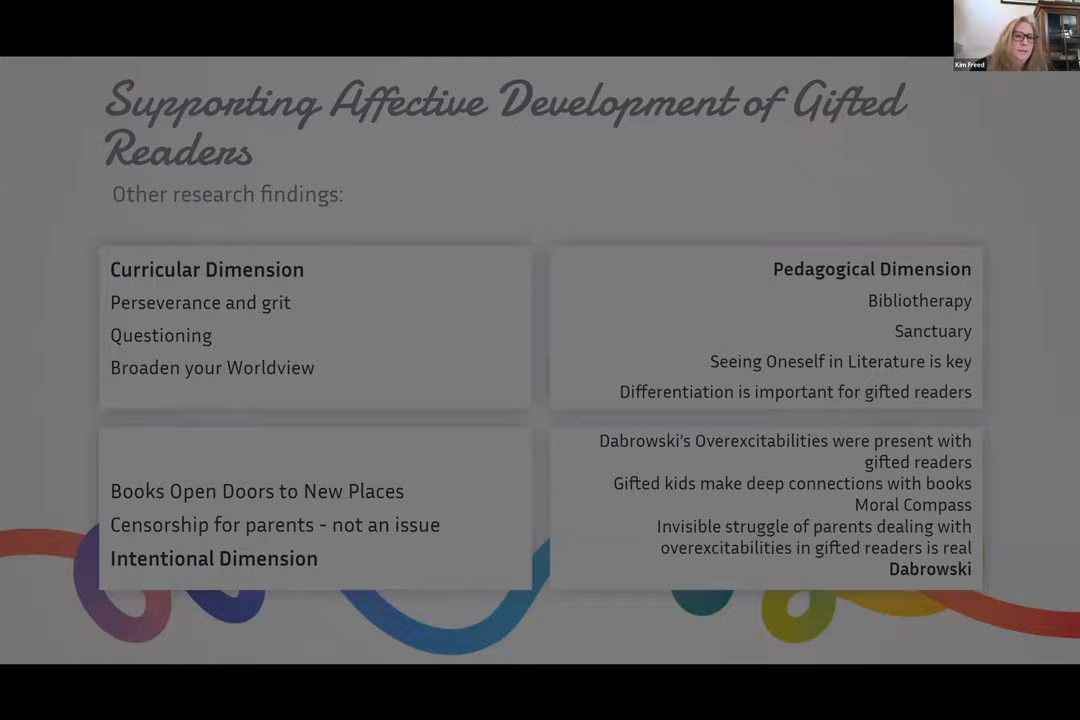 Kim Freed
Supporting Affective Development of Gifted
Readers
Other research findings:
Curricular Dimension
Perseverance and grit
Questioning
Broaden your Worldview
Pedagogical Dimension
Bibliotherapy
Sanctuary
Seeing Oneself in Literature is key
Differentiation is important for gifted readers
Books Open Doors to New Places
Censorship for parents - not an issue
Intentional Dimension
Dabrowski's Overexcitabilities were present with
gifted readers
Gifted kids make deep connections with books
Moral Compass
Invisible struggle of parents dealing with
overexcitabilities in gifted readers is real
Dabrowski